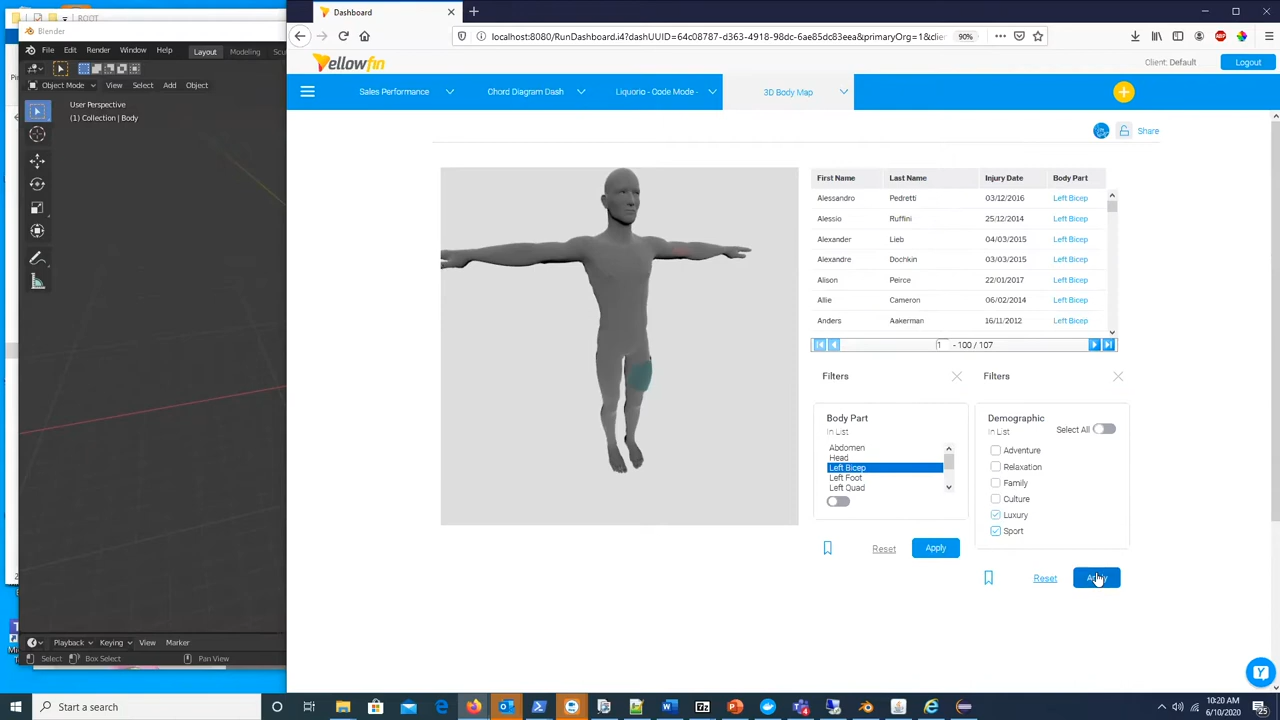 ROOT
Blender
File Edit Render Window Help Layout Modeling
Object Mode View Select Add Object
User Perspective
(1) Collection | Body
Playback Keying View Marker
Select Box Select Pan View
Dashboard
localhost:8080/RunDashboard.i4?dashUUID=64c08787-d363-4918-98dc-6ae85dc83eea&primaryOrg=1&clie 90%
Yellowfin
Client: Default Logout
Sales Performance Chord Diagram Dash Liquorio - Code Mode - 3D Body Map
Share
First Name Last Name Injury Date Body Part
Alessandro Pedretti 03/12/2016 Left Bicep
Alessio Ruffini 25/12/2014 Left Bicep
Alexander Lieb 04/03/2015 Left Bicep
Alexandre Dochkin 03/03/2015 Left Bicep
Alison Peirce 22/01/2017 Left Bicep
Allie Cameron 06/02/2014 Left Bicep
Anders Aakerman 16/11/2012 Left Bicep
1 - 100 / 107
Filters
Body Part
In List
Abdomen
Head
Left Bicep
Left Foot
Left Quad
Reset Apply
Filters
Demographic
In List Select All
Adventure
Relaxation
Family
Culture
Luxury
Sport
Reset Apply
Start a search
10:20 AM
6/10/2020
25